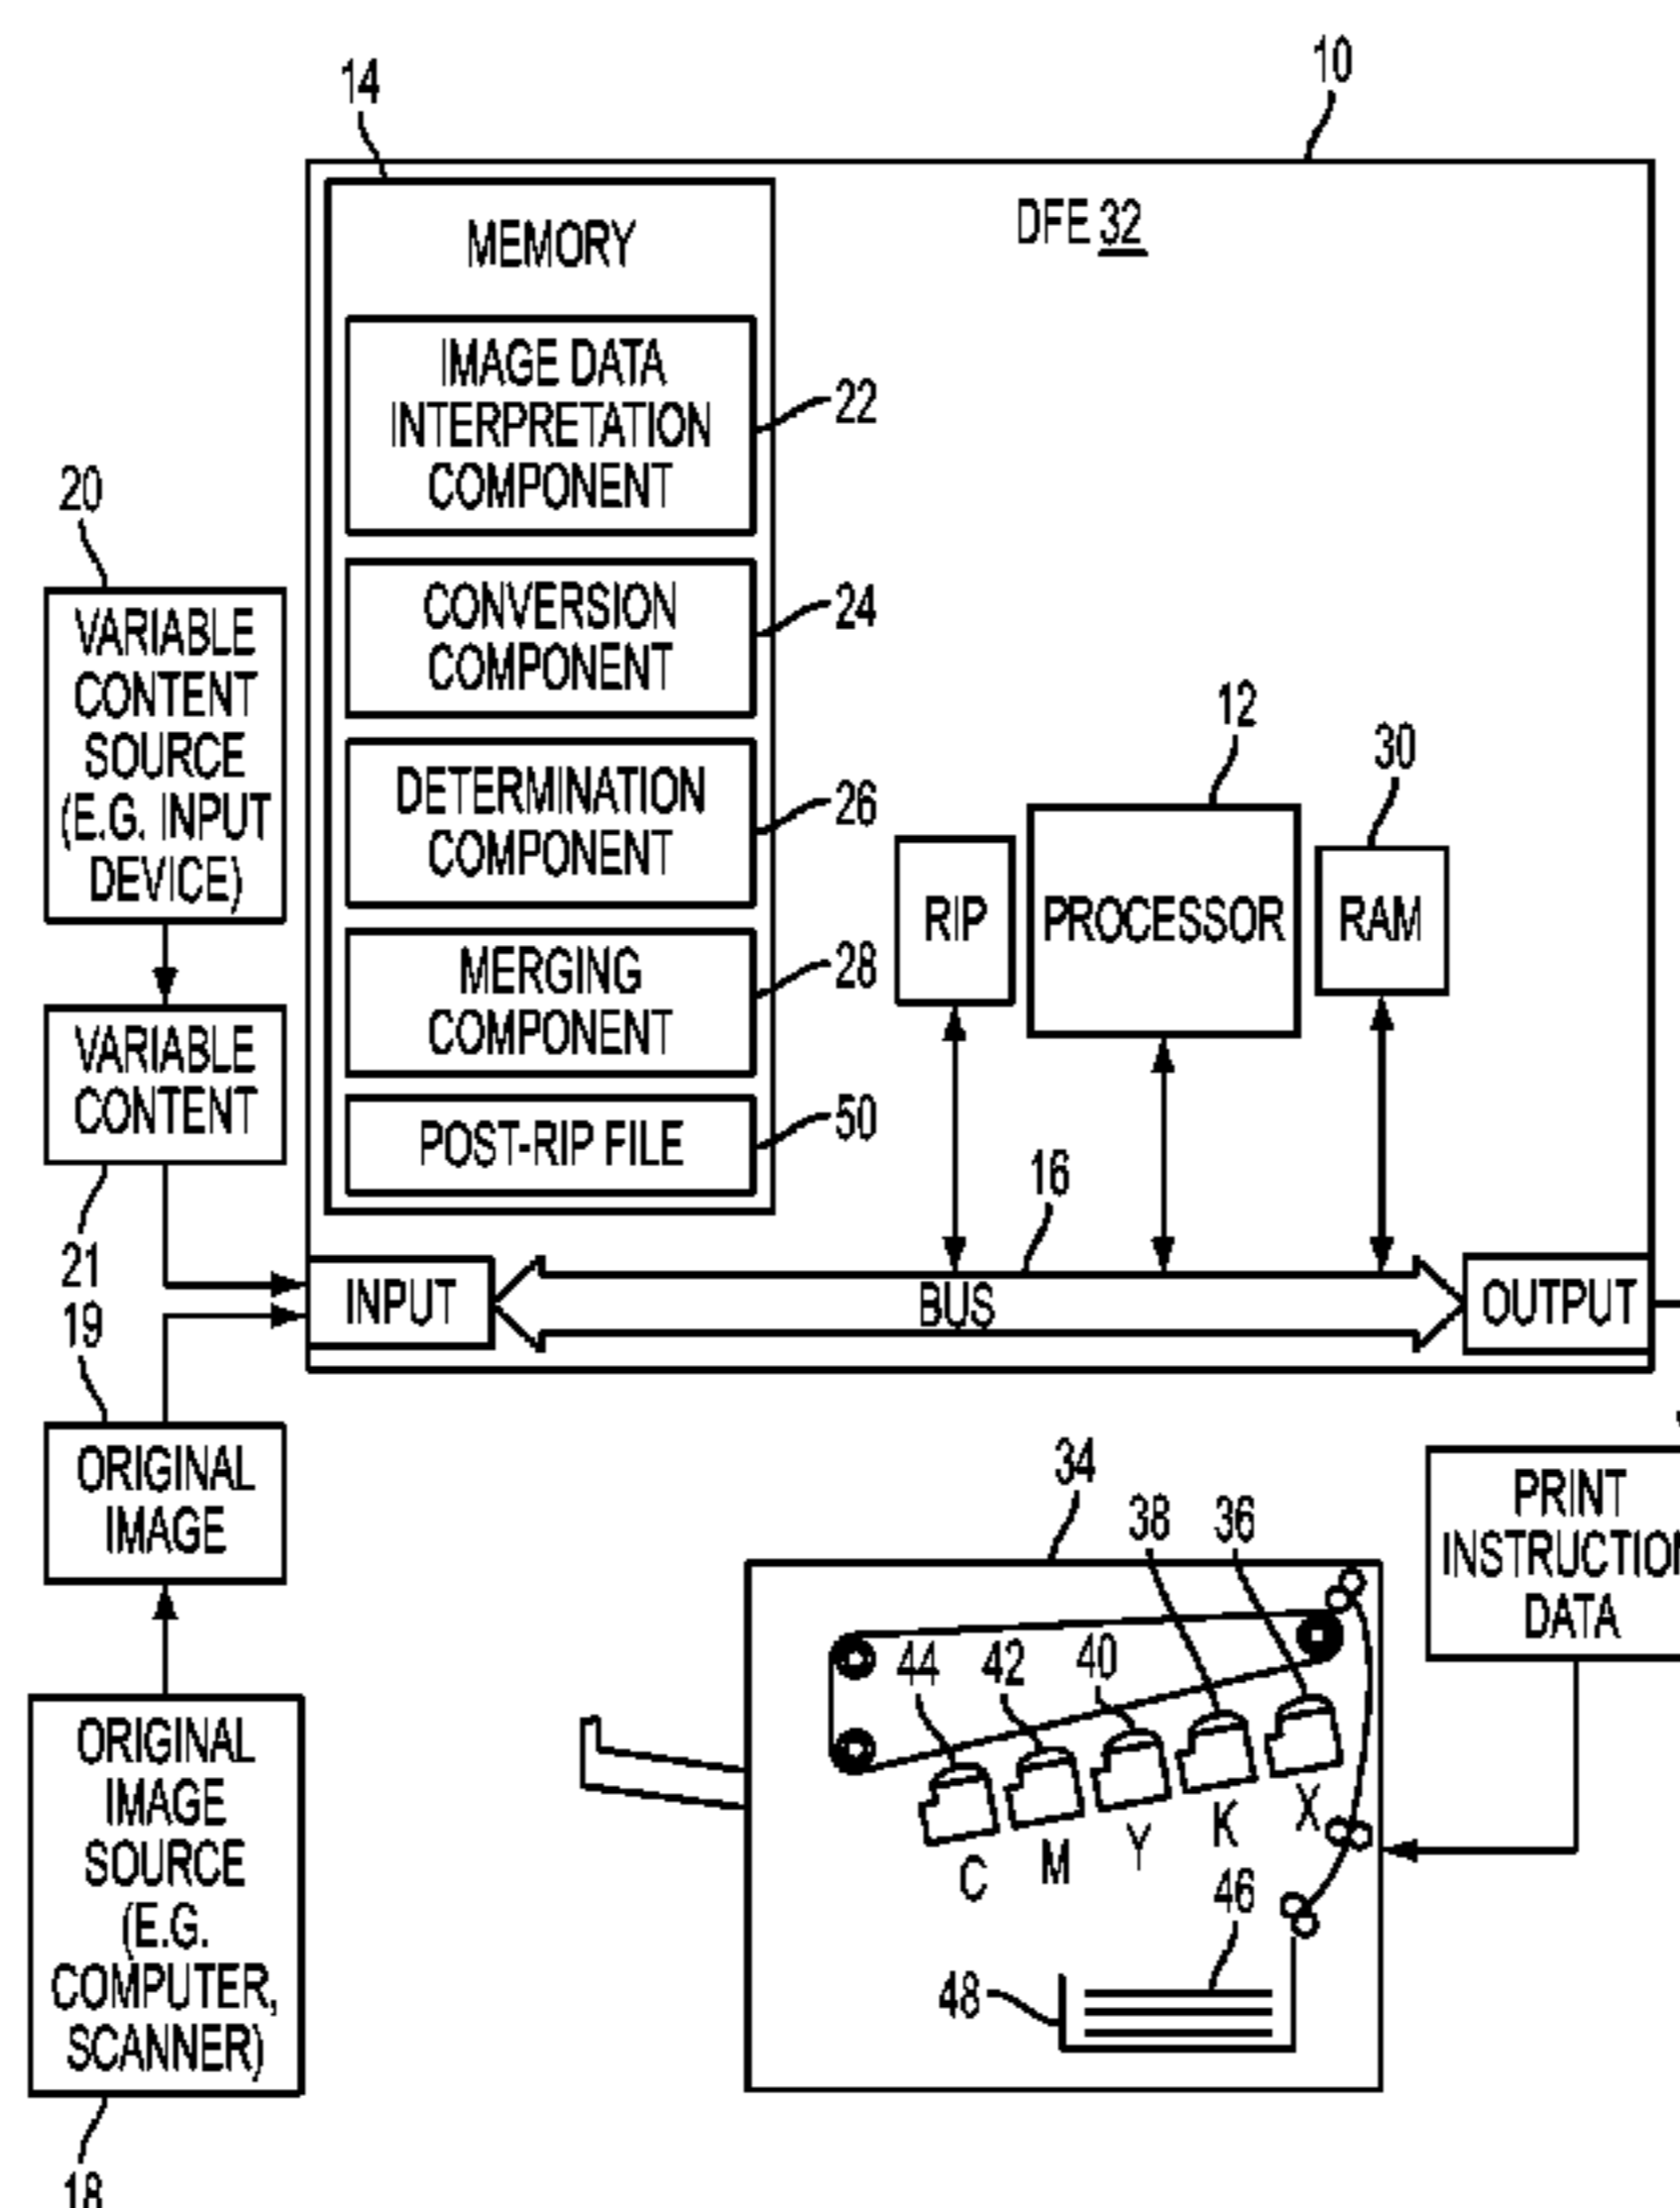 10
14
DFE 32
MEMORY
IMAGE DATA
INTERPRETATION
COMPONENT
22
20
VARIABLE
CONTENT
SOURCE
(E.G. INPUT
DEVICE)
CONVERSION
COMPONENT
24
12
30
DETERMINATION
COMPONENT
26
RIP
PROCESSOR
RAM
MERGING
COMPONENT
28
VARIABLE
CONTENT
POST-RIP FILE
50
16
21
INPUT
BUS
OUTPUT
19
ORIGINAL
IMAGE
34
38
36
PRINT
INSTRUCTION
DATA
44
42
40
C
M
Y
K
X
46
48
ORIGINAL
IMAGE
SOURCE
(E.G.
COMPUTER,
SCANNER)
18